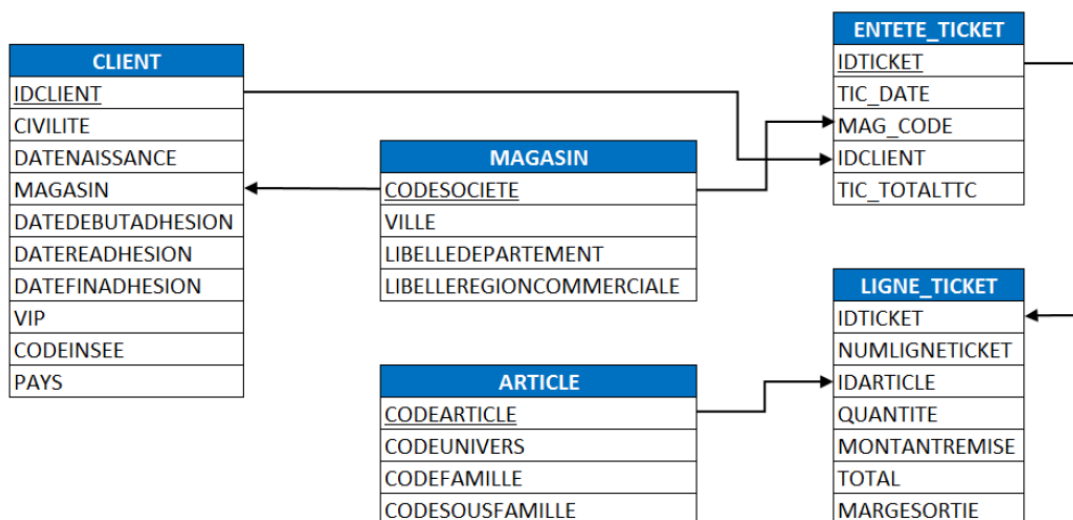 CLIENT
IDCLIENT
CIVILITE
DATENAISSANCE
MAGASIN
DATEDEBUTADHESION
DATEREADHESION
DATEFINADHESION
VIP
CODEINSEE
PAYS
MAGASIN
CODESOCIETE
VILLE
LIBELLEDEPARTEMENT
LIBELLEREGIONCOMMERCIALE
ARTICLE
CODEARTICLE
CODEUNIVERS
CODEFAMILLE
CODESOUSFAMILLE
ENTETE_TICKET
IDTICKET
TIC_DATE
MAG_CODE
IDCLIENT
TIC_TOTALTTC
LIGNE_TICKET
IDTICKET
NUMLIGNETICKET
IDARTICLE
QUANTITE
MONTANTREMISE
TOTAL
MARGESORTIE